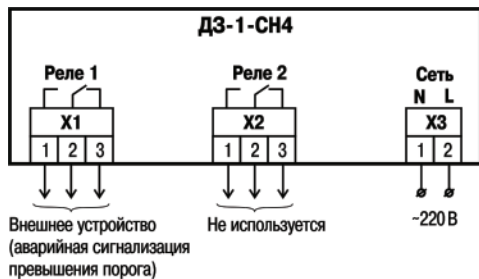 ДЗ-1-СН4
Реле 1
Реле 2
Сеть
N L
X1
X2
X3
1 2 3
1 2 3
1 2
Внешнее устройство
(аварийная сигнализация
превышения порога)
Не используется
~220 В